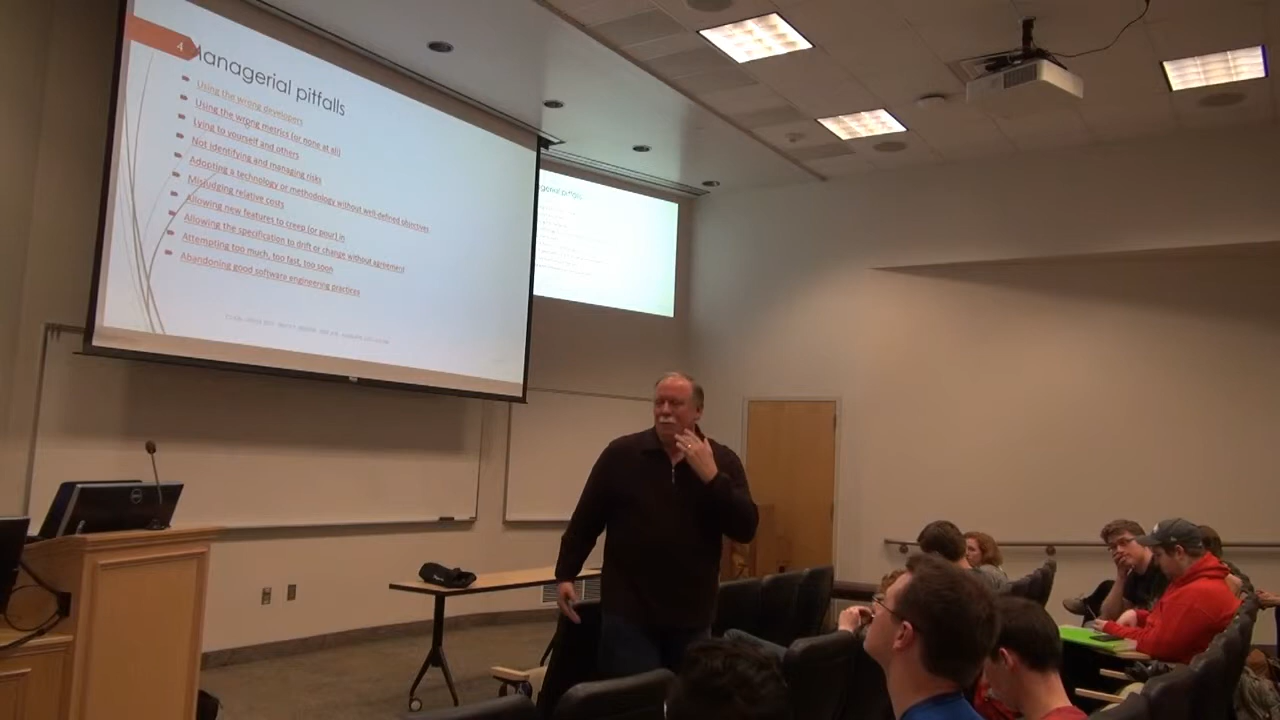 4
Managerial pitfalls
Using the wrong developers
Using the wrong metrics (or none at all)
Lying to yourself and others
Not identifying and managing risks
Adopting a technology or methodology without well-defined objectives
Misjudging relative costs
Allowing new features to creep (or pour) in
Allowing the specification to drift or change without agreement
Attempting too much, too fast, too soon
Abandoning good software engineering practices
gerial pitfalls
DELL